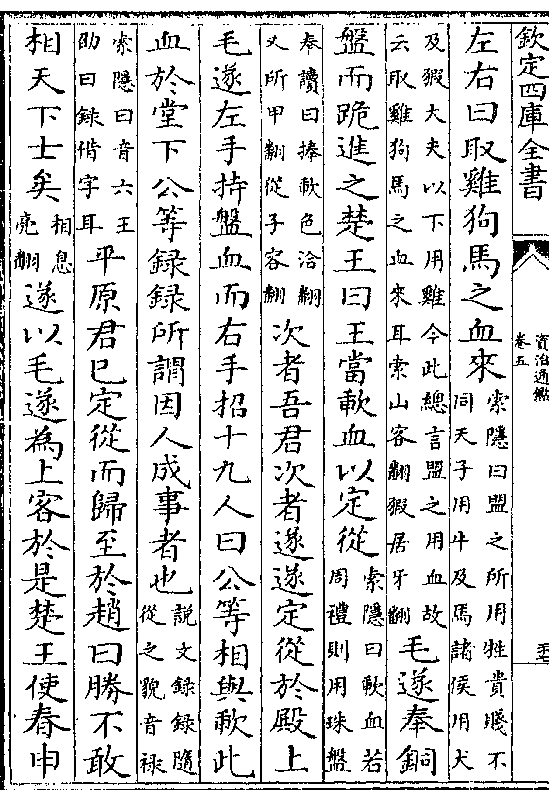 欽定四庫全書
資治通鑑
卷五
左右曰取雞狗馬之血來索隱曰盟之所用牲貴賤不同天子用牛及馬諸侯用犬
及豭大夫以下用雞今此總言盟之用血故云取雞狗馬之血來耳索山客翻豭居牙翻毛遂奉銅
盤而跪進之楚王曰王當歃血以定從索隱曰歃血若周禮則用珠盤
奉讀曰捧歃色洽翻又所甲翻從子容翻次者吾君次者遂遂定從於殿上
毛遂左手持盤血而右手招十九人曰公等相與歃此
血於堂下公等録録所謂因人成事者也説文録録隨從之貌音禄
索隱曰音六王劭曰録借字耳平原君已定從而歸至於趙曰勝不敢
相天下士矣相息亮翻遂以毛遂為上客於是楚王使春申